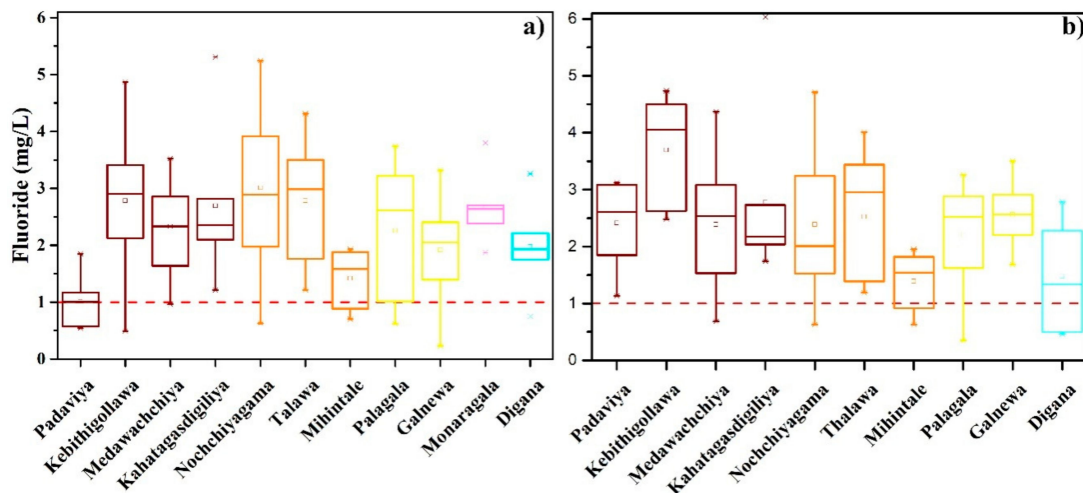 a)
Fluoride (mg/L)
6
5
4
3
2
1
0
Padaviya
Kebithigollawa
Medawachchiya
Kahatagasdigiliya
Nochchiyagama
Talawa
Mihintale
Palagala
Galnewa
Monaragala
Digana
b)
6
5
4
3
2
1
0
Padaviya
Kebithigollawa
Medawachchiya
Kahatagasdigiliya
Nochchiyagama
Thalawa
Mihintale
Palagala
Galnewa
Digana